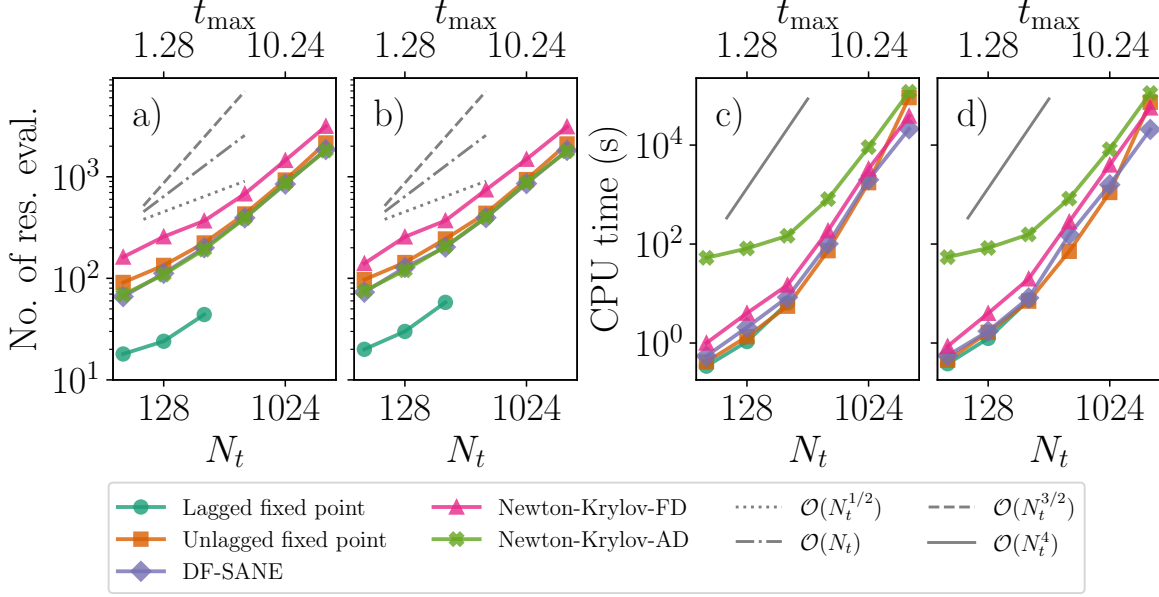 t_max t_max t_max t_max
1.28 10.24 1.28 10.24 1.28 10.24 1.28 10.24
No. of res. eval.
10^3
10^2
10^1
a) b)
CPU time (s)
10^4
10^2
10^0
c) d)
128 1024 128 1024 128 1024 128 1024
N_t N_t N_t N_t
Lagged fixed point Newton-Krylov-FD O(N_t^{1/2}) O(N_t^{3/2})
Unlagged fixed point Newton-Krylov-AD O(N_t) O(N_t^4)
DF-SANE